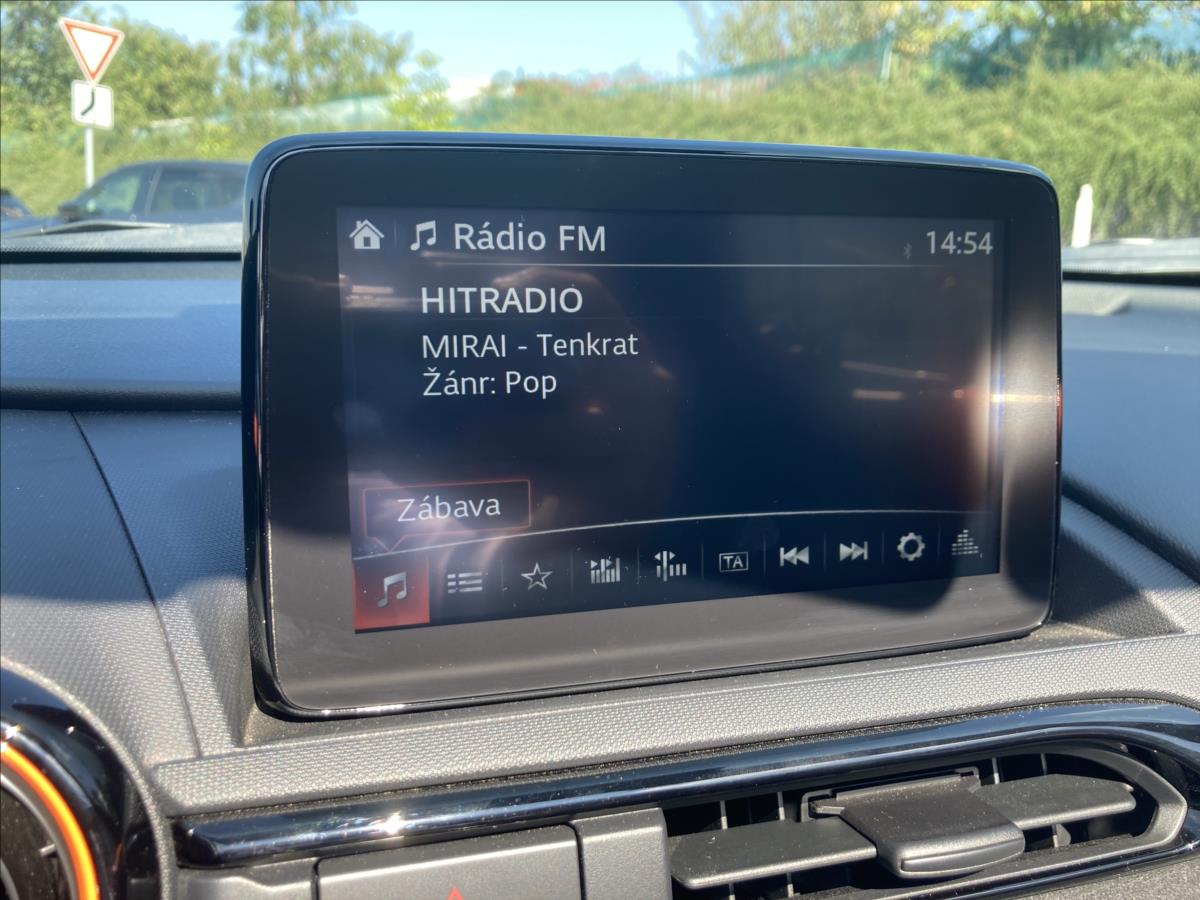 Rádio FM
14:54
HITRADIO
MIRAI - Tenkrat
Žánr: Pop
Zábava
TA